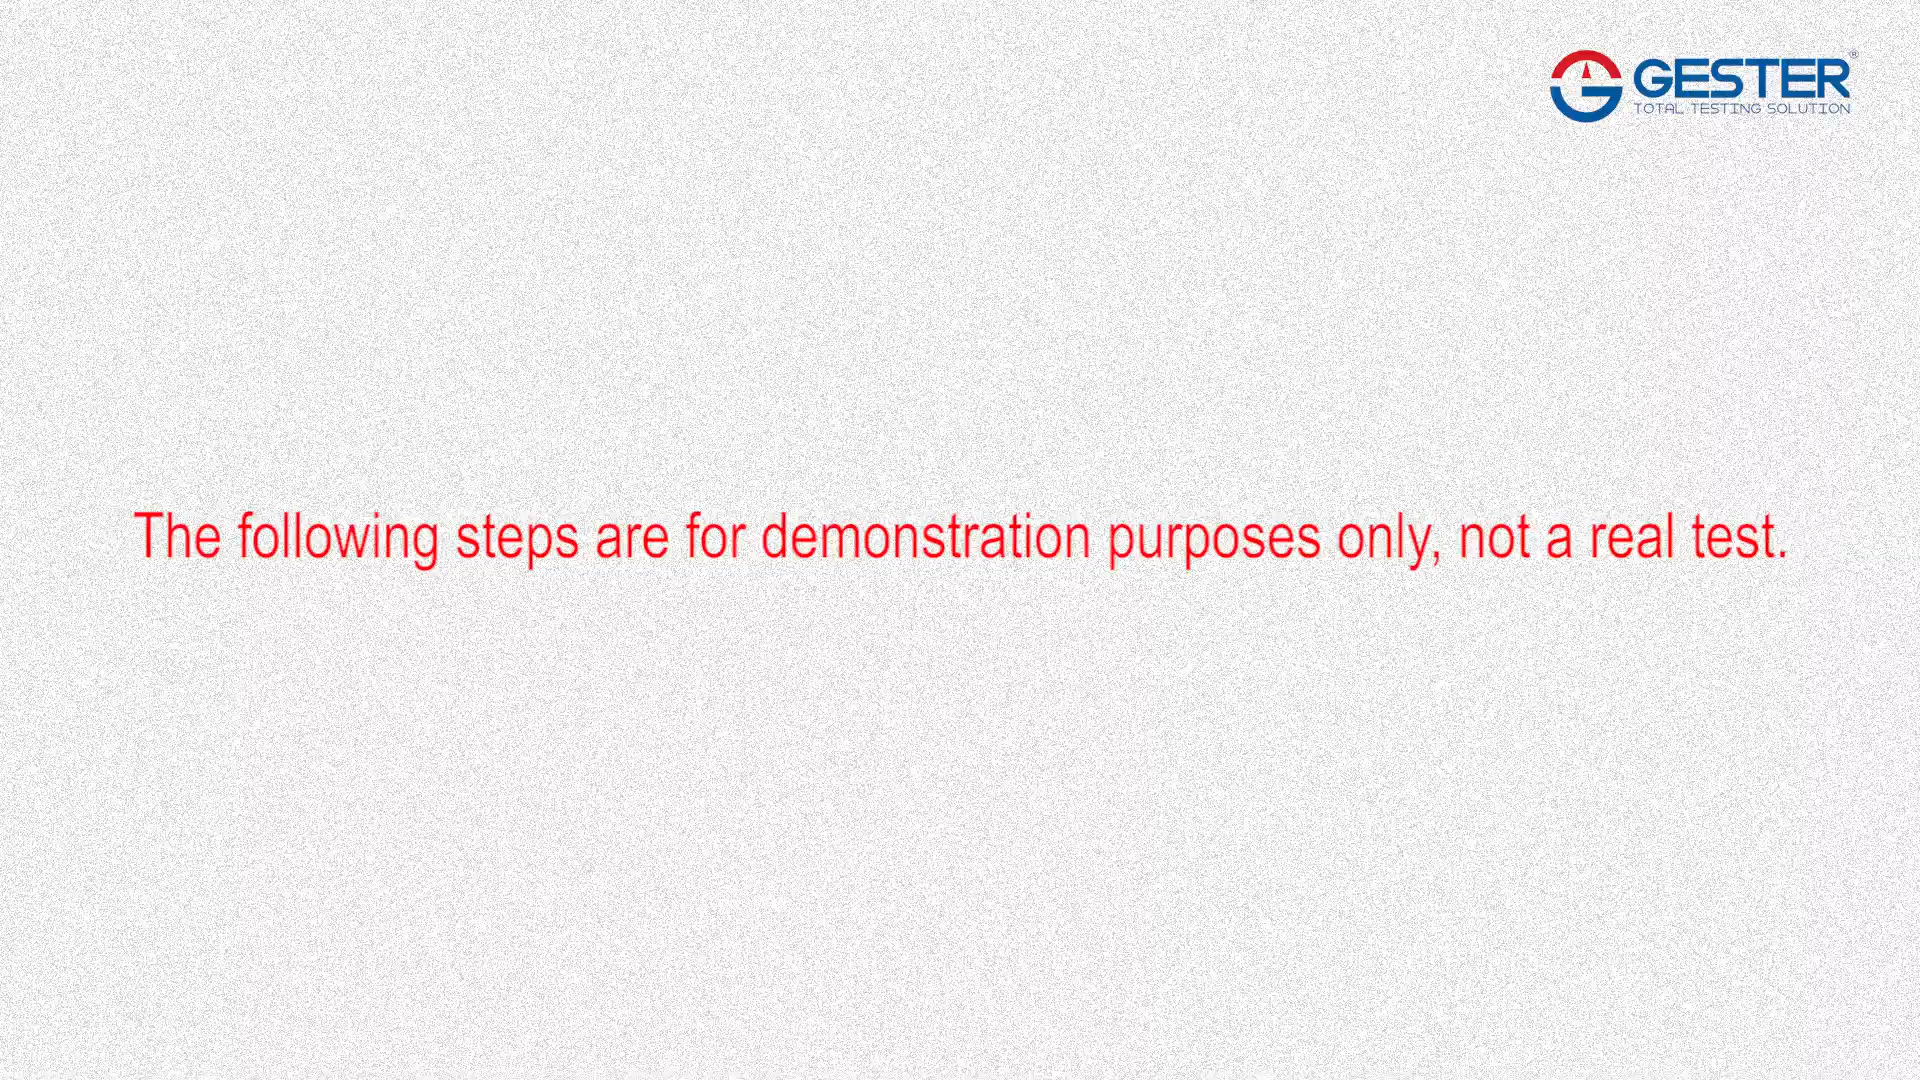 GESTER®
TOTAL TESTING SOLUTION
The following steps are for demonstration purposes only, not a real test.